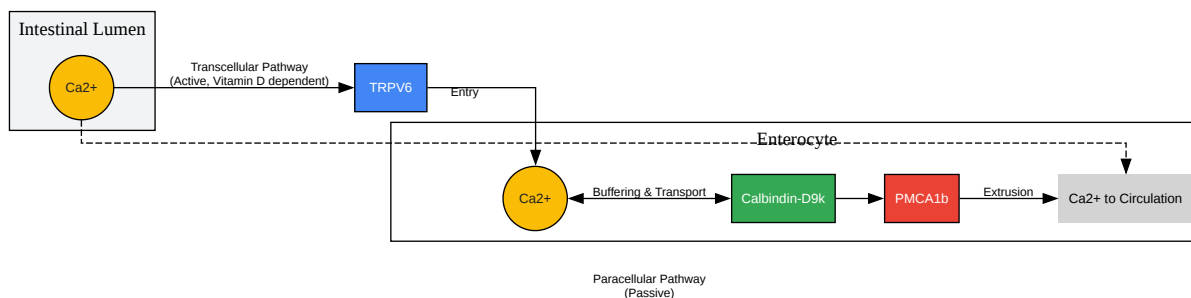 Intestinal Lumen
Ca2+
Transcellular Pathway
(Active, Vitamin D dependent)
TRPV6
Entry
Enterocyte
Ca2+
Buffering & Transport
Calbindin-D9k
PMCA1b
Extrusion
Ca2+ to Circulation
Paracellular Pathway
(Passive)